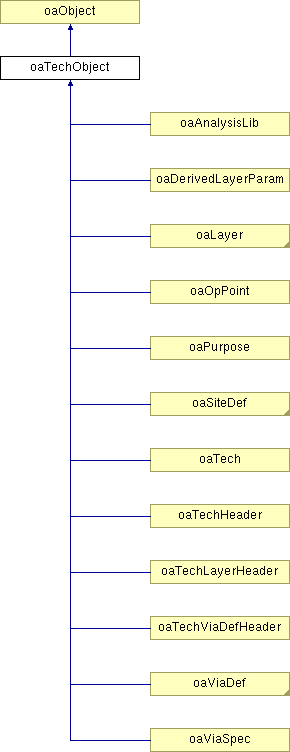 oaObject
oaTechObject
oaAnalysisLib
oaDerivedLayerParam
oaLayer
oaOpPoint
oaPurpose
oaSiteDef
oaTech
oaTechHeader
oaTechLayerHeader
oaTechViaDefHeader
oaViaDef
oaViaSpec